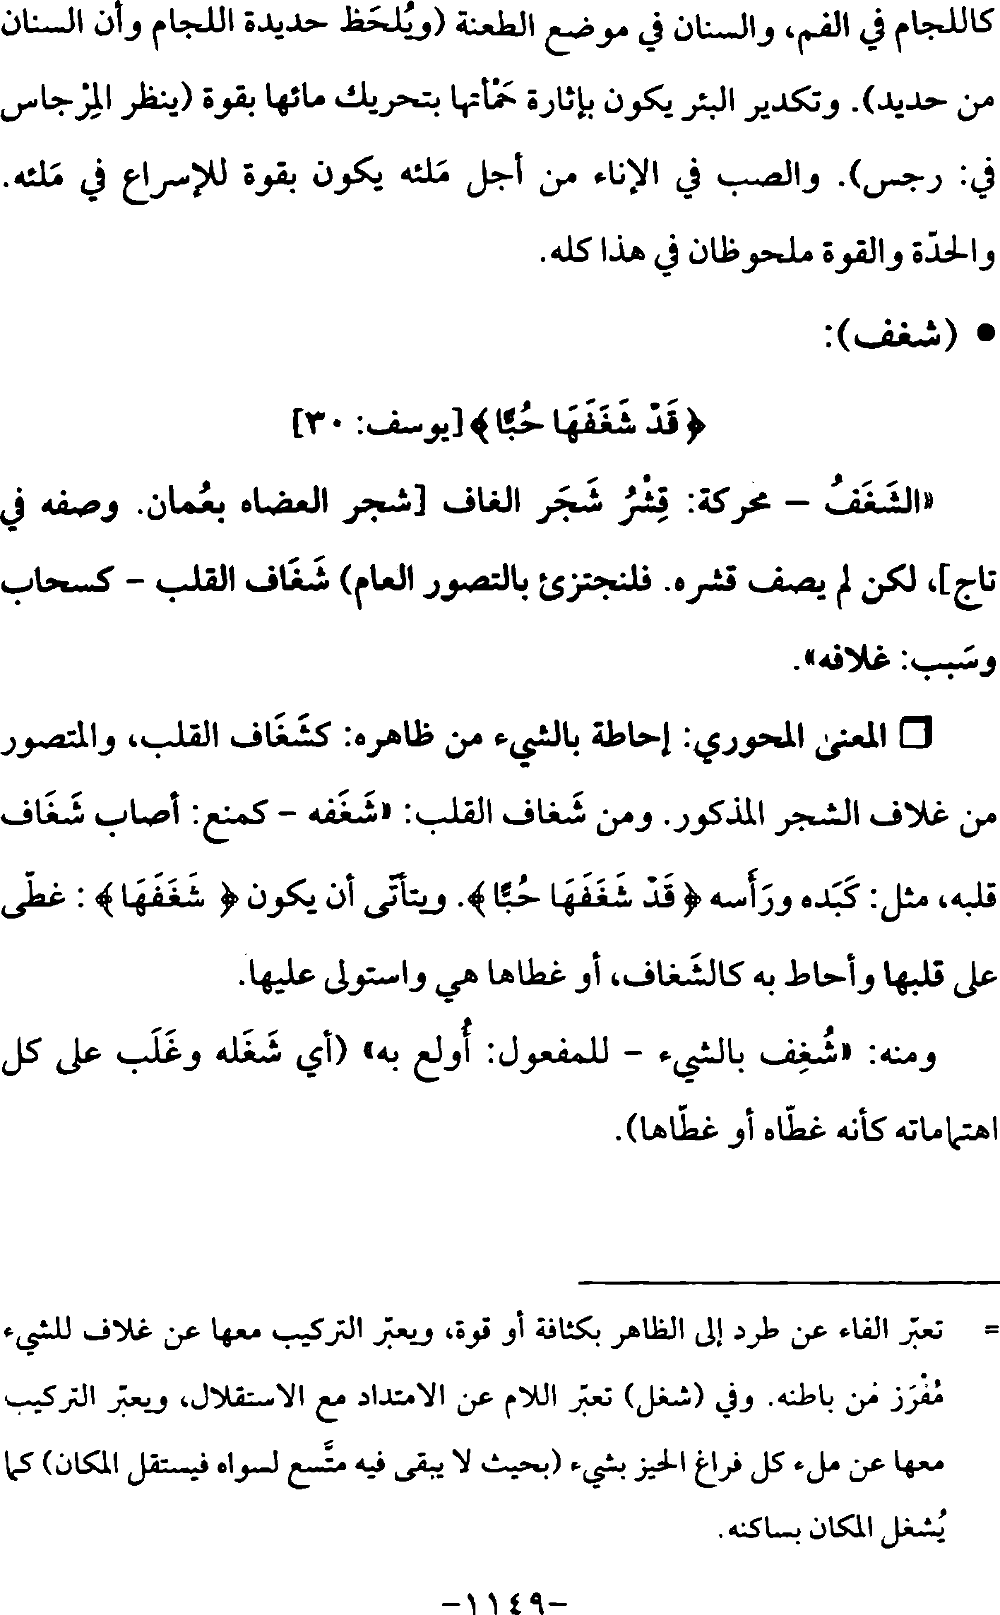 كاللجام في الفم، والسنان في موضع الطعنة (ويُلحَظ حديدة اللجام وأن السنان
من حديد). وتكدير البئر يكون بإثارة حَمْأتها بتحريك مائها بقوة (ينظر المِرْجاس
في: رجس). والصب في الإناء من أجل مَلئه يكون بقوة للإسراع في مَلئه.
والحدّة والقوة ملحوظان في هذا كله.
● (شغف):
﴿قَدْ شَغَفَهَا حُبًّا﴾ [يوسف: ٣٠]
«الشَغَفُ – محركة: قِشْرُ شَجَر الغاف [شجر العضاه بعُمان. وصفه في
تاج]، لكن لم يصف قشره. فلنجتزئ بالتصور العام) شَغَاف القلب – كسحاب
وسَبب: غلافه».
❒ المعنى المحوري: إحاطة بالشيء من ظاهره: كشَغَاف القلب، والمتصور
من غلاف الشجر المذكور. ومن شَغاف القلب: «شَغَفه – كمنع: أصاب شَغَاف
قلبه، مثل: كَبَده ورَأَسه ﴿قَدْ شَغَفَهَا حُبًّا﴾. ويتأتّى أن يكون ﴿شَغَفَهَا﴾ : غطّى
على قلبها وأحاط به كالشَغاف، أو غطاها هي واستولى عليها.
ومنه: «شُغِف بالشيء – للمفعول: أُولع به» (أي شَغَله وغَلَب على كل
اهتماماته كأنه غطّاه أو غطّاها).
= تعبّر الفاء عن طرد إلى الظاهر بكثافة أو قوة، ويعبّر التركيب معها عن غلاف للشيء
مُفْرَز مَن باطنه. وفي (شغل) تعبّر اللام عن الامتداد مع الاستقلال، ويعبّر التركيب
معها عن ملء كل فراغ الحيز بشيء (بحيث لا يبقى فيه متَّسع لسواه فيستقل المكان) كما
يُشغل المكان بساكنه.
-١١٤٩-